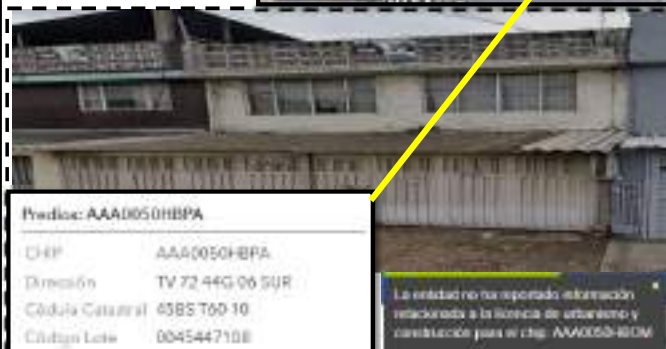 Predios: AAA0050HBPA
CHIP AAA0050HBPA
Dirección TV 72 44G 06 SUR
Cédula Catastral 45BS T60 10
Código Lote 0045447108
La entidad no ha reportado información
relacionada a la licencia de urbanismo y
construcción para el chip